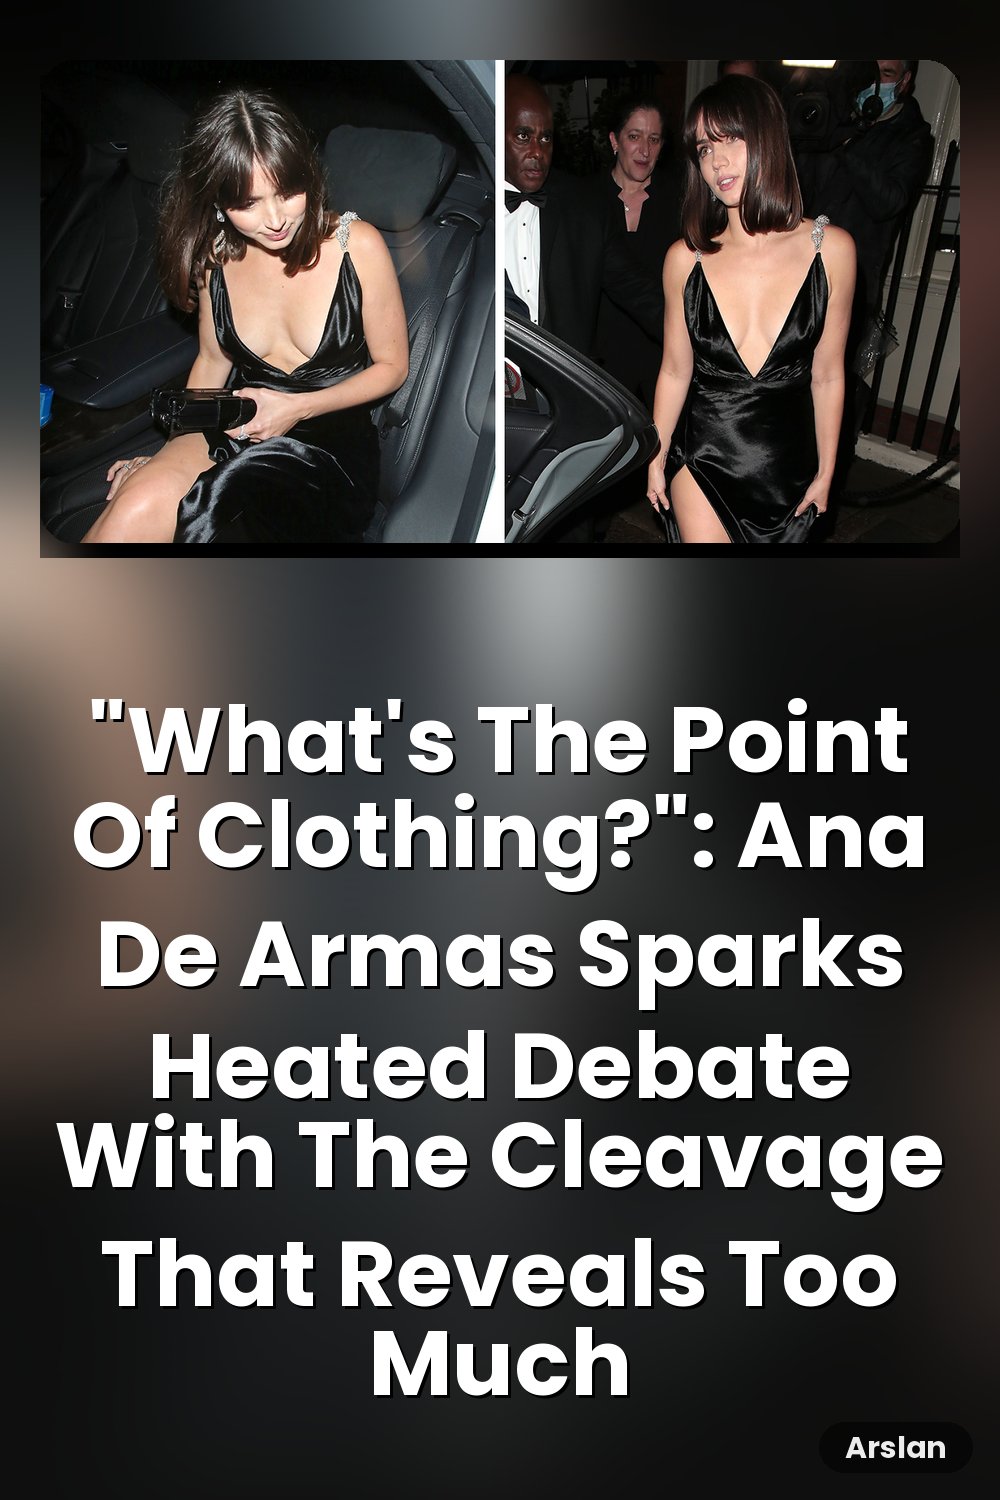 "What's The Point
Of Clothing?": Ana
De Armas Sparks
Heated Debate
With The Cleavage
That Reveals Too
Much
Arslan